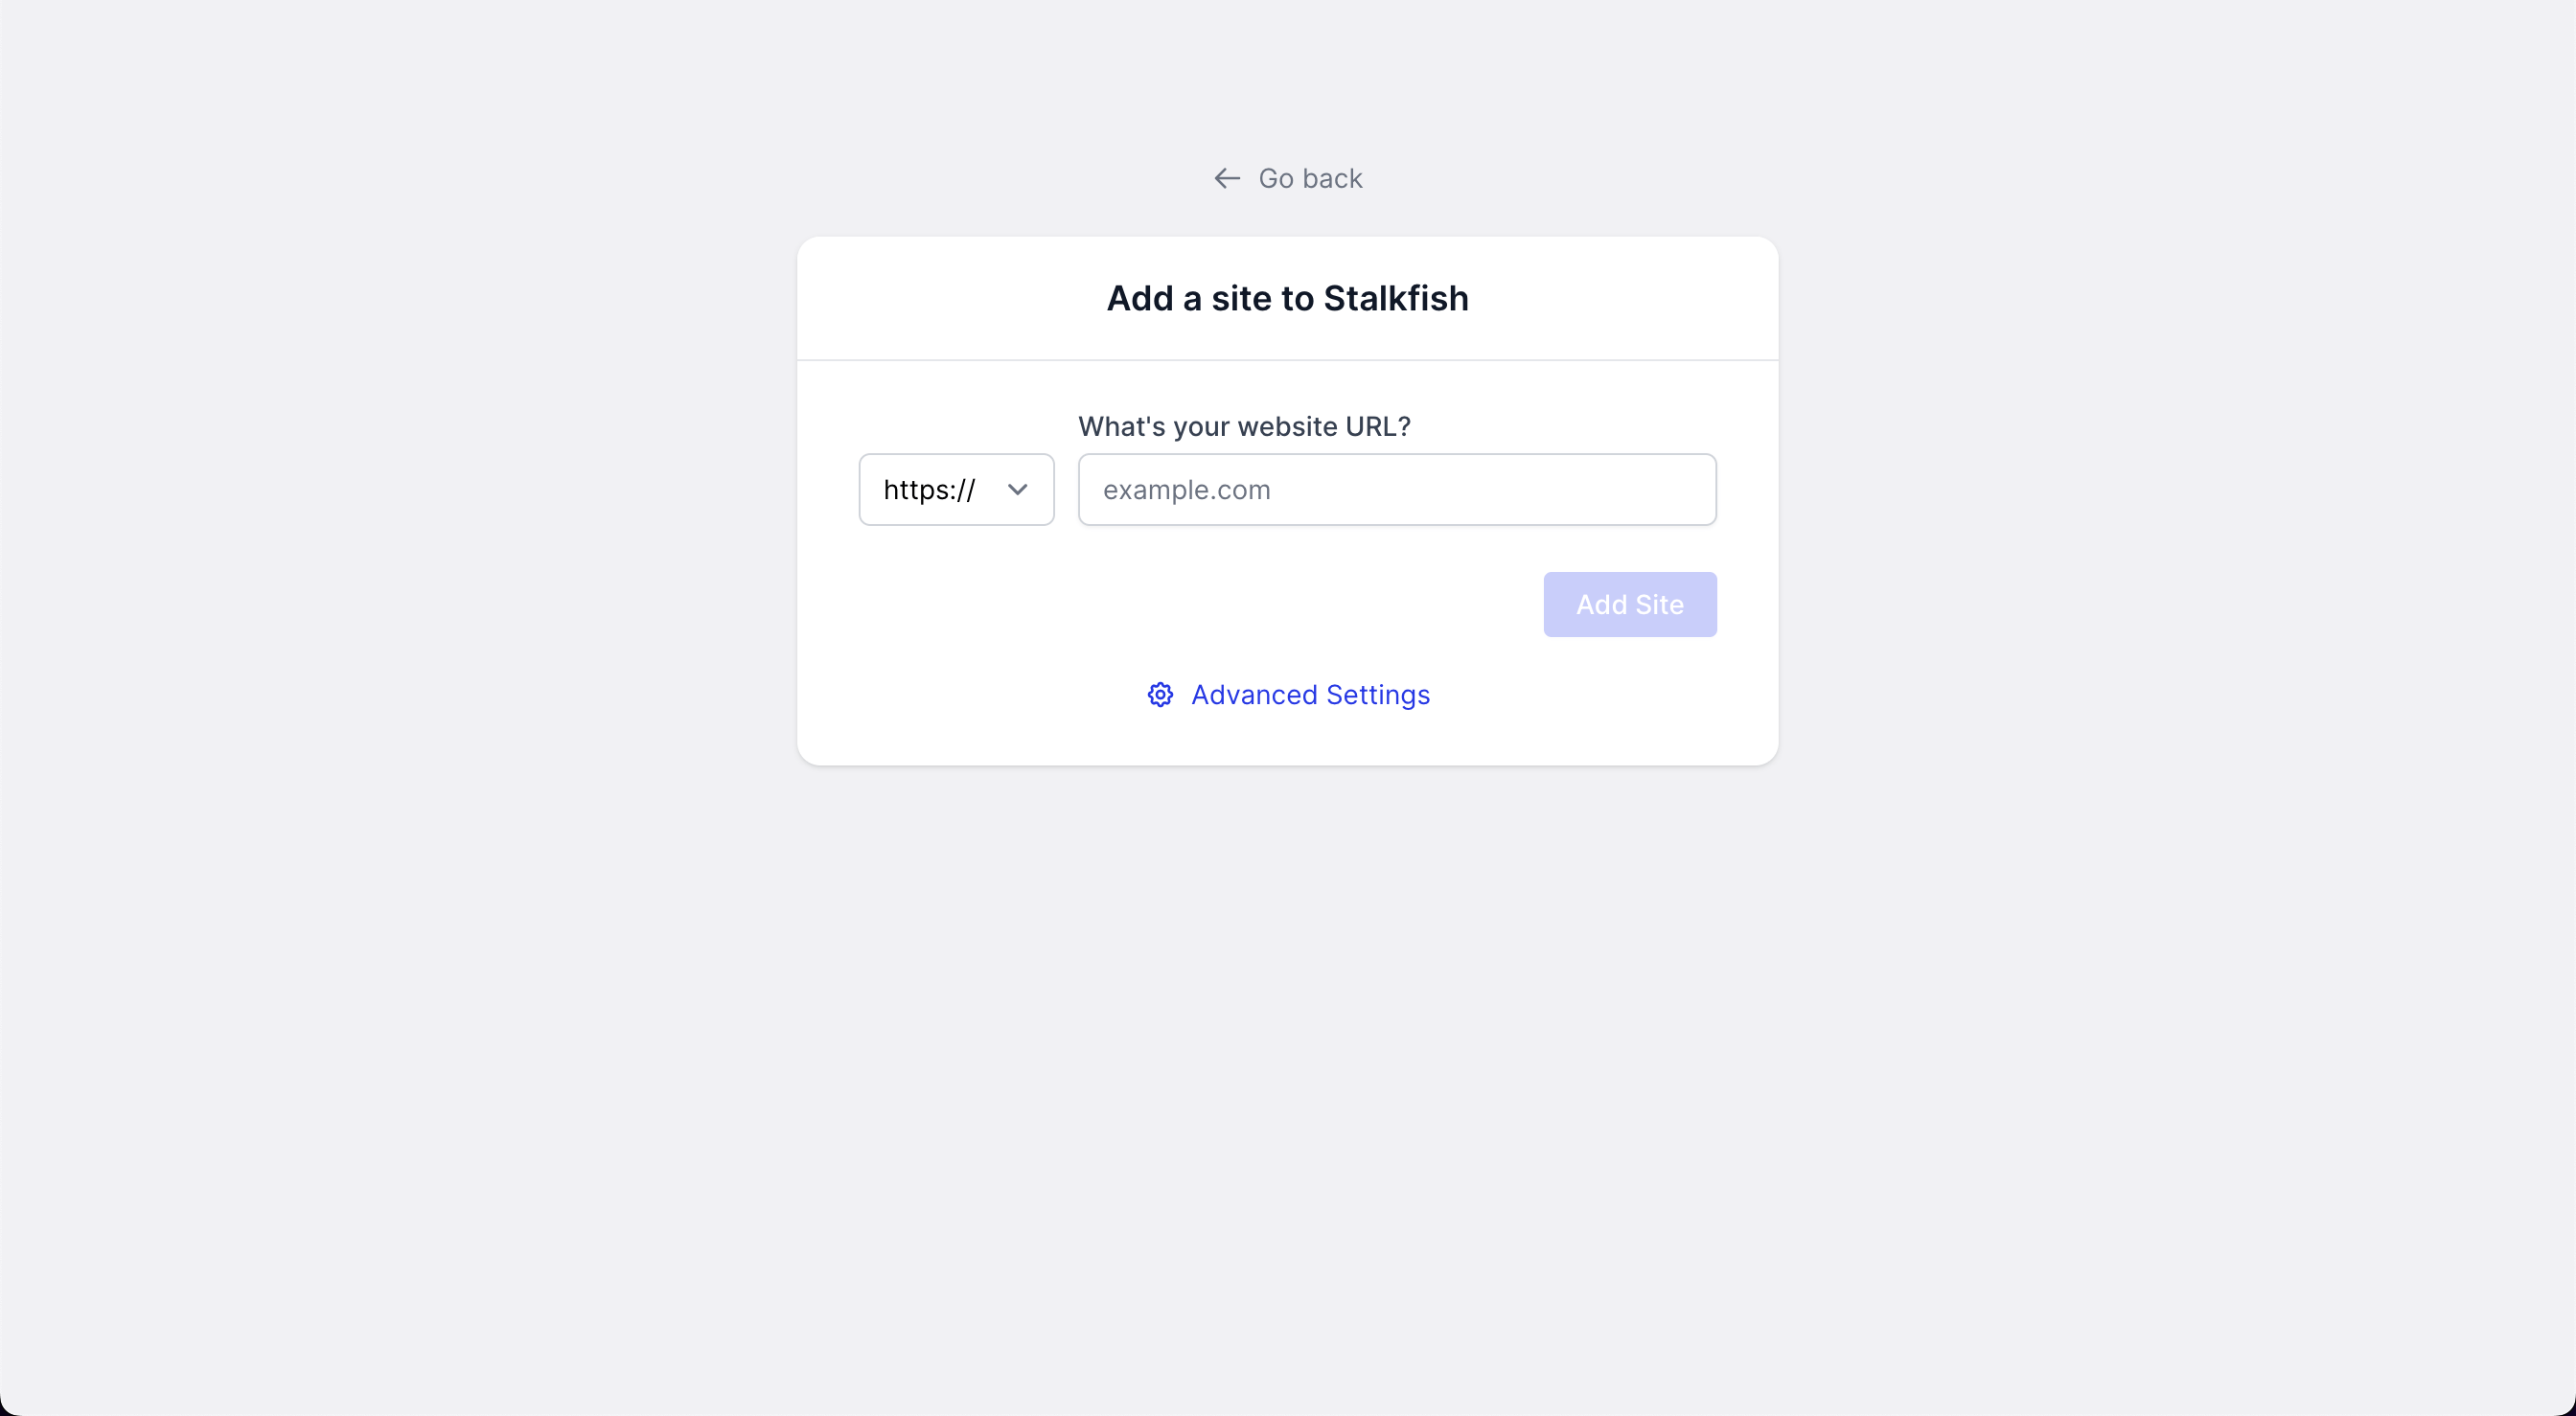 Go back
Add a site to Stalkfish
What's your website URL?
https://
example.com
Add Site
Advanced Settings